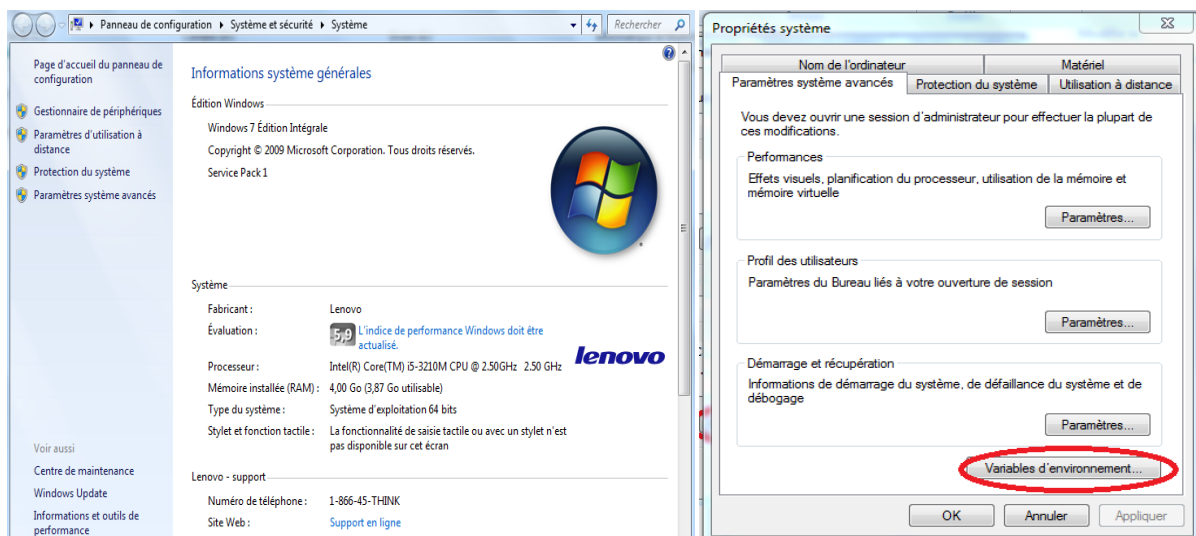 Panneau de configuration ▸ Système et sécurité ▸ Système
Rechercher
Page d'accueil du panneau de
configuration
Gestionnaire de périphériques
Paramètres d'utilisation à
distance
Protection du système
Paramètres système avancés
Voir aussi
Centre de maintenance
Windows Update
Informations et outils de
performance
Informations système générales
Édition Windows
Windows 7 Édition Intégrale
Copyright © 2009 Microsoft Corporation. Tous droits réservés.
Service Pack 1
Système
Fabricant : Lenovo
Évaluation : 5,9 L'indice de performance Windows doit être
actualisé.
lenovo
Processeur : Intel(R) Core(TM) i5-3210M CPU @ 2.50GHz 2.50 GHz
Mémoire installée (RAM) : 4,00 Go (3,87 Go utilisable)
Type du système : Système d'exploitation 64 bits
Stylet et fonction tactile : La fonctionnalité de saisie tactile ou avec un stylet n'est
pas disponible sur cet écran
Lenovo - support
Numéro de téléphone : 1-866-45-THINK
Site Web : Support en ligne
Propriétés système
Nom de l'ordinateur Matériel
Paramètres système avancés Protection du système Utilisation à distance
Vous devez ouvrir une session d'administrateur pour effectuer la plupart de
ces modifications.
Performances
Effets visuels, planification du processeur, utilisation de la mémoire et
mémoire virtuelle
Paramètres...
Profil des utilisateurs
Paramètres du Bureau liés à votre ouverture de session
Paramètres...
Démarrage et récupération
Informations de démarrage du système, de défaillance du système et de
débogage
Paramètres...
Variables d'environnement...
OK Annuler Appliquer